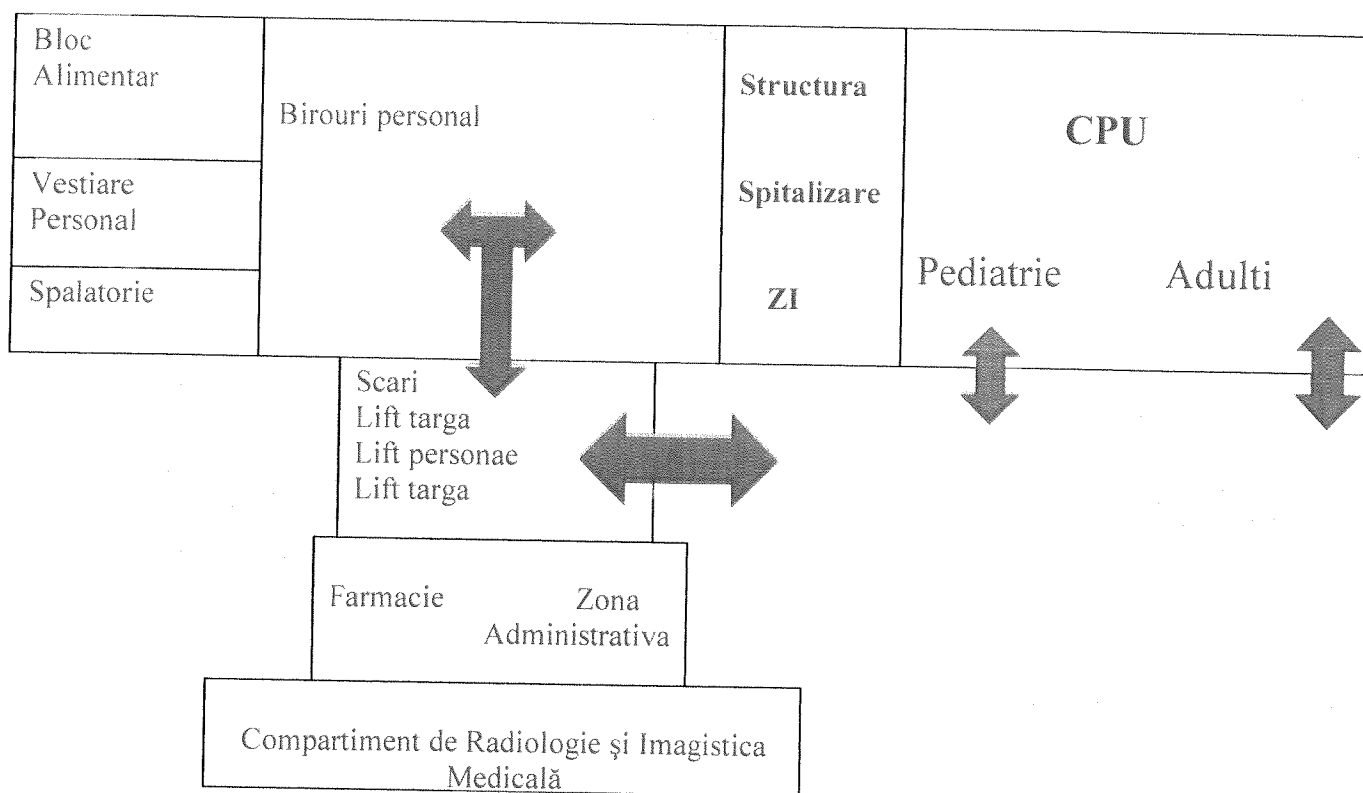 Bloc
Alimentar
Vestiare
Personal
Spalatorie
Birouri personal
Structura
Spitalizare
ZI
CPU
Pediatrie Adulti
Scari
Lift targa
Lift personae
Lift targa
Farmacie Zona
Administrativa
Compartiment de Radiologie și Imagistica
Medicală